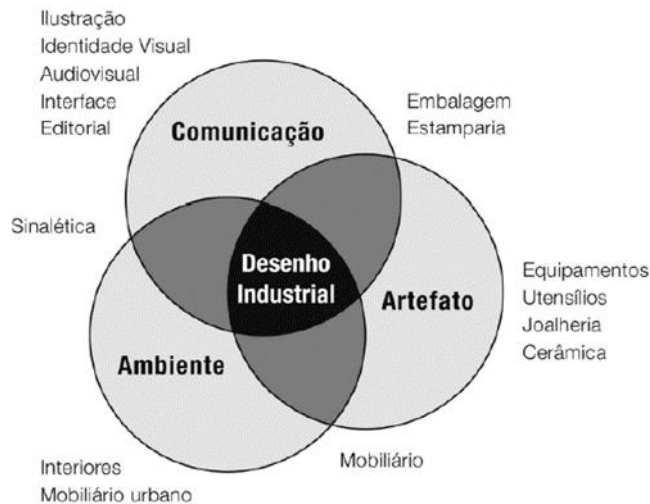 Ilustração
Identidade Visual
Audiovisual
Interface
Editorial
Comunicação
Embalagem
Estamparia
Sinalética
Desenho
Industrial
Artefato
Equipamentos
Utensílios
Joalheria
Cerâmica
Ambiente
Interiores
Mobiliário urbano
Mobiliário